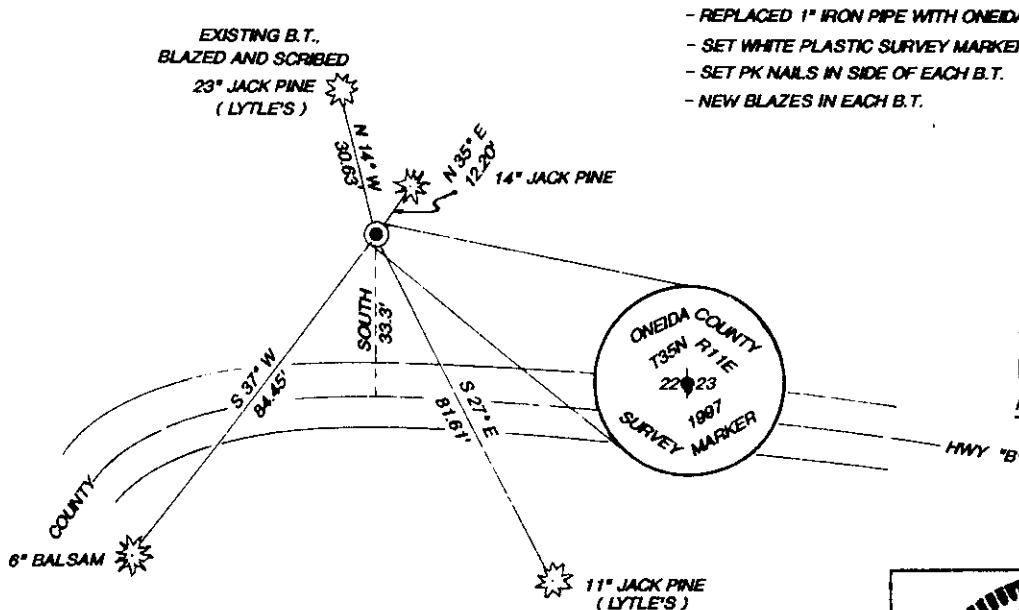 - REPLACED 1" IRON PIPE WITH ONEIDA
- SET WHITE PLASTIC SURVEY MARKER
- SET PK NAILS IN SIDE OF EACH B.T.
- NEW BLAZES IN EACH B.T.
EXISTING B.T.,
BLAZED AND SCRIBED
23" JACK PINE
( LYTLE'S )
N 14° W
30.63'
N 35° E
12.20'
14" JACK PINE
SOUTH
33.3'
S 37° W
84.45'
S 27° E
81.61'
ONEIDA COUNTY
T35N R11E
22 23
1997
SURVEY MARKER
COUNTY
HWY "B"
6" BALSAM
11" JACK PINE
( LYTLE'S )